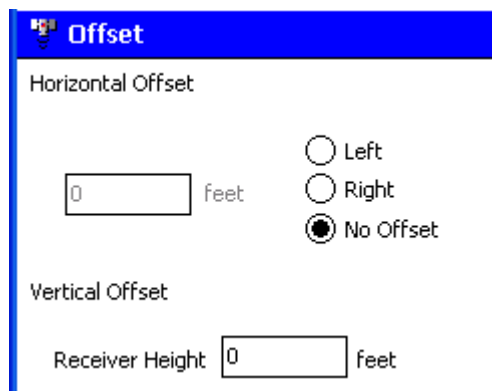 Offset
Horizontal Offset
Left
0 feet Right
No Offset
Vertical Offset
Receiver Height 0 feet